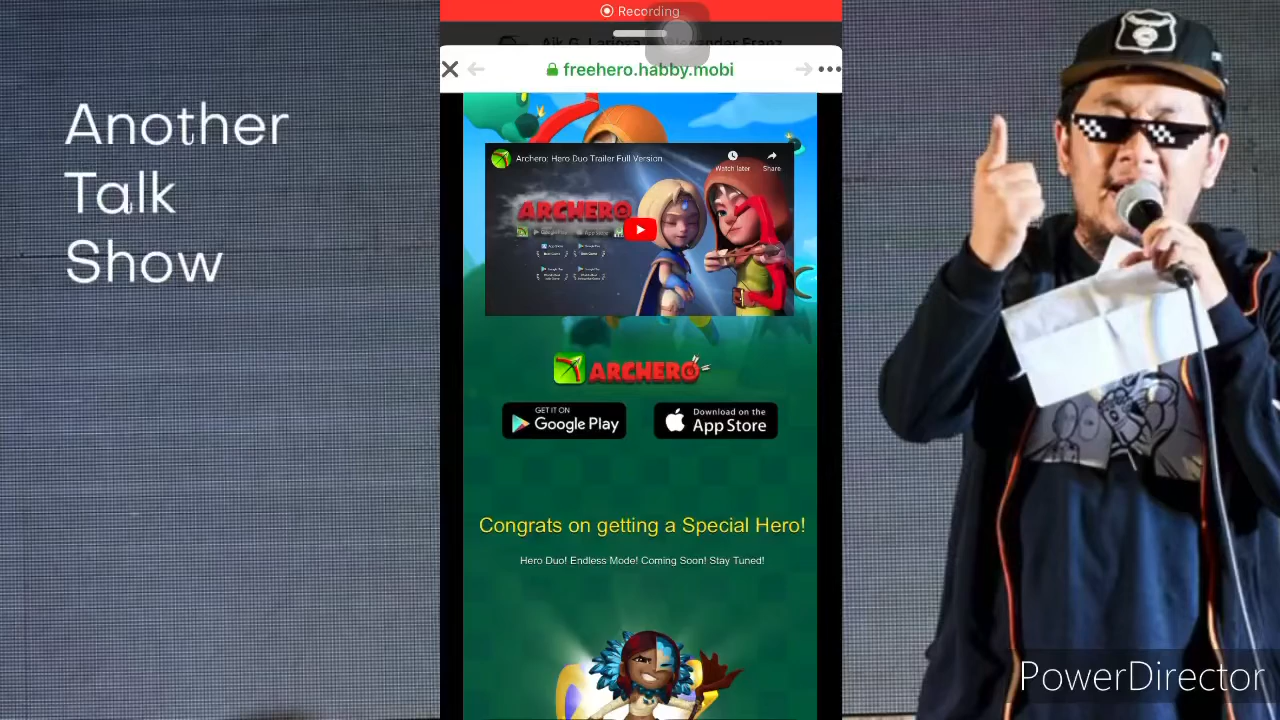 Recording
freehero.habby.mobi
Another
Talk
Show
Archero: Hero Duo Trailer Full Version
Watch later
Share
ARCHERO
ARCHERO
GET IT ON
Google Play
Download on the
App Store
Congrats on getting a Special Hero!
Hero Duo! Endless Mode! Coming Soon! Stay Tuned!
PowerDirector